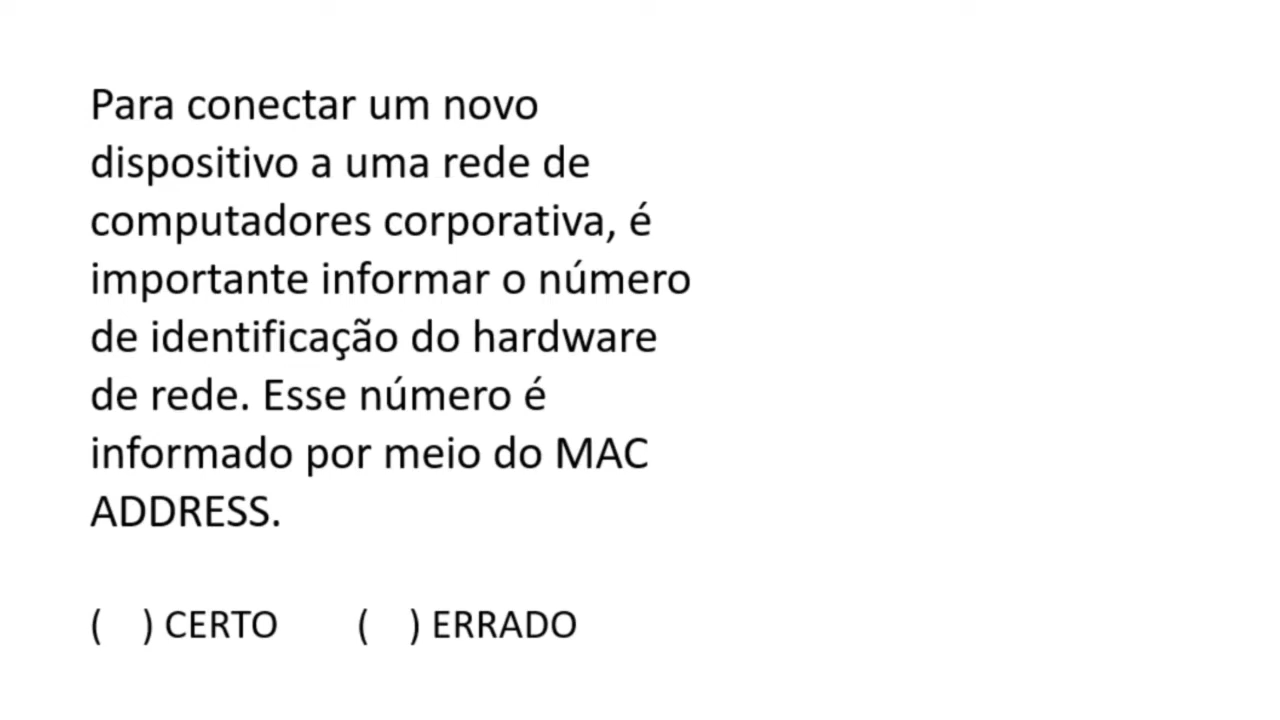 Para conectar um novo
dispositivo a uma rede de
computadores corporativa, é
importante informar o número
de identificação do hardware
de rede. Esse número é
informado por meio do MAC
ADDRESS.
(   ) CERTO      (   ) ERRADO